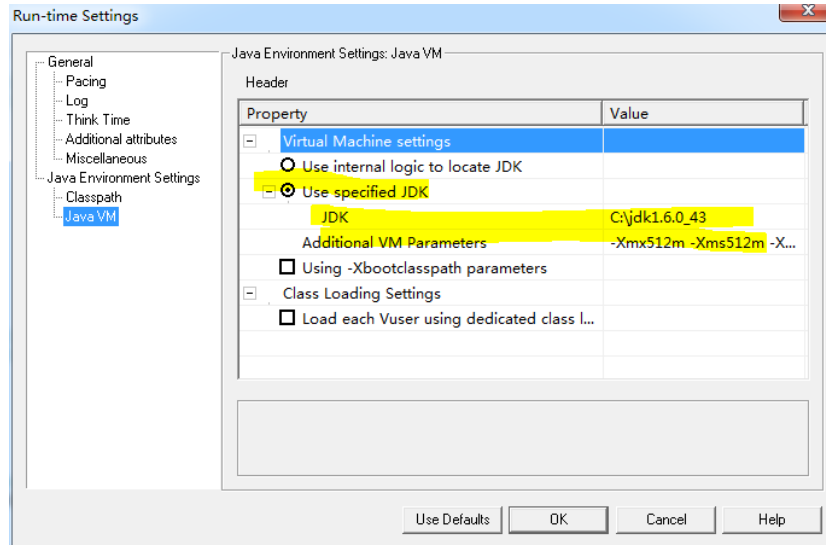 Run-time Settings
General
Pacing
Log
Think Time
Additional attributes
Miscellaneous
Java Environment Settings
Classpath
Java VM
Java Environment Settings: Java VM
Header
Property Value
Virtual Machine settings
Use internal logic to locate JDK
Use specified JDK
JDK C:\jdk1.6.0_43
Additional VM Parameters -Xmx512m -Xms512m -X...
Using -Xbootclasspath parameters
Class Loading Settings
Load each Vuser using dedicated class l...
Use Defaults OK Cancel Help